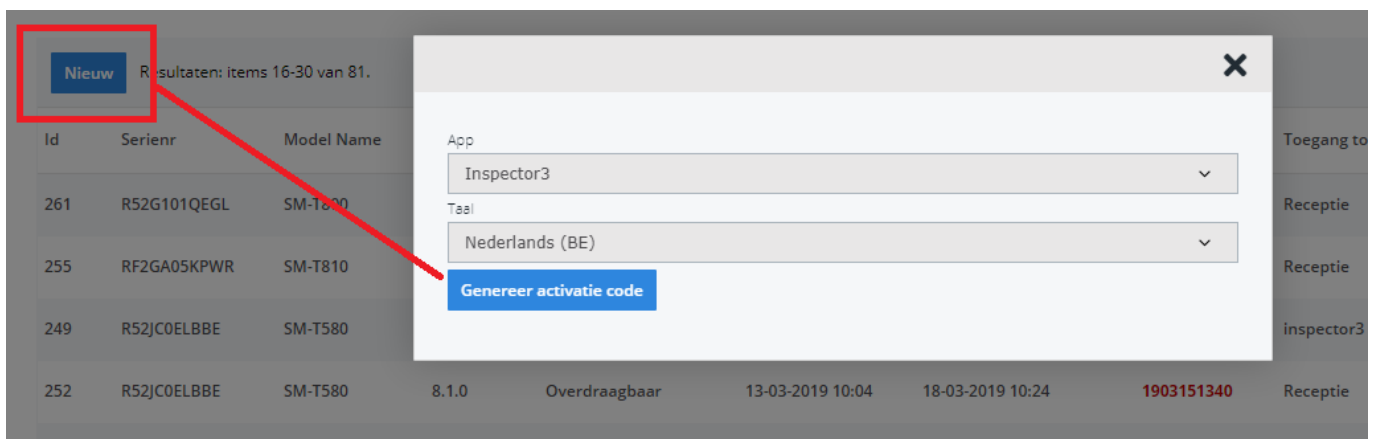 Nieuw Resultaten: items 16-30 van 81.
Id Serienr Model Name Toegang to
App
Inspector3
261 R52G101QEGL SM-T800 Receptie
Taal
Nederlands (BE)
255 RF2GA05KPWR SM-T810 Receptie
Genereer activatie code
249 R52JC0ELBBE SM-T580 inspector3
252 R52JC0ELBBE SM-T580 8.1.0 Overdraagbaar 13-03-2019 10:04 18-03-2019 10:24 1903151340 Receptie